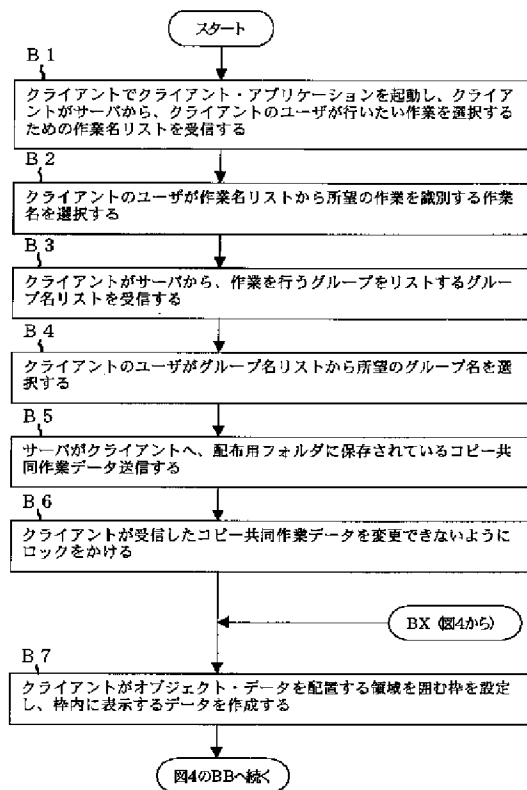 スタート
B1
クライアントでクライアント・アプリケーションを起動し、クライ
アントがサーバから、クライアントのユーザが行いたい作業を選択する
ための作業名リストを受信する
B2
クライアントのユーザが作業名リストから所望の作業を識別する作業
名を選択する
B3
クライアントがサーバから、作業を行うグループをリストするグルー
プ名リストを受信する
B4
クライアントのユーザがグループ名リストから所望のグループ名を選
択する
B5
サーバがクライアントへ、配布用フォルダに保存されているコピー共
同作業データ送信する
B6
クライアントが受信したコピー共同作業データを変更できないように
ロックをかける
BX（図4から）
B7
クライアントがオブジェクト・データを配置する領域を囲む枠を設定
し、枠内に表示するデータを作成する
図4のBBへ続く